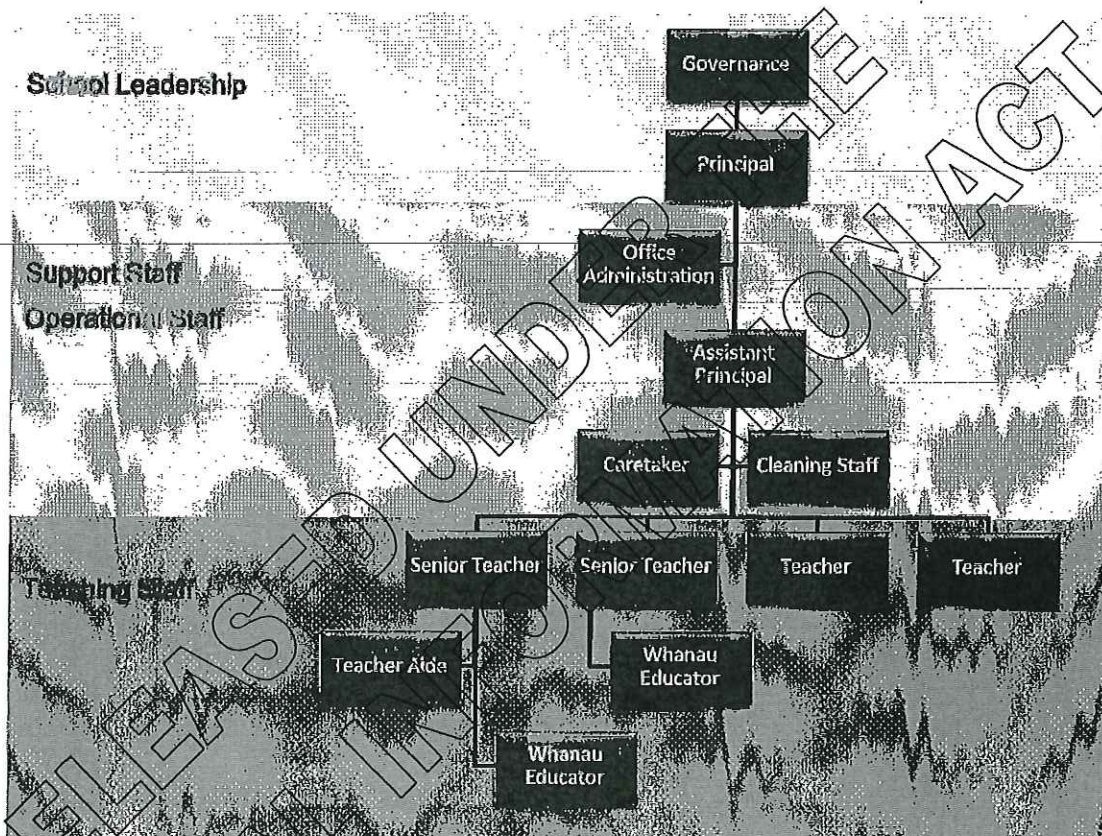 Governance
School Leadership
Principal
Office
Administration
Support Staff
Operational Staff
Assistant
Principal
Caretaker
Cleaning Staff
Senior Teacher
Senior Teacher
Teacher
Teacher
Teaching Staff
Teacher Aide
Whanau
Educator
Whanau
Educator
ELEASED UNDER THE
INFORMATION ACT